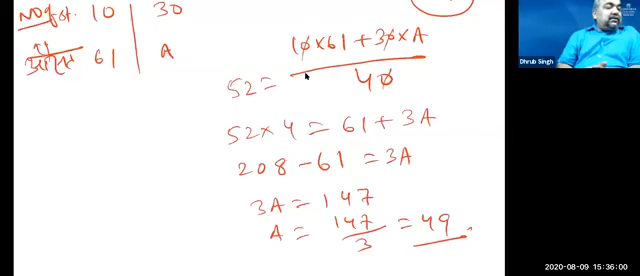 No of st. 10 30
औसत 61 A
52 = 10×61 + 30×A / 40
52×4 = 61 + 3A
208 - 61 = 3A
3A = 147
A = 147/3 = 49
Dhrub Singh
2020-08-09 15:36:00